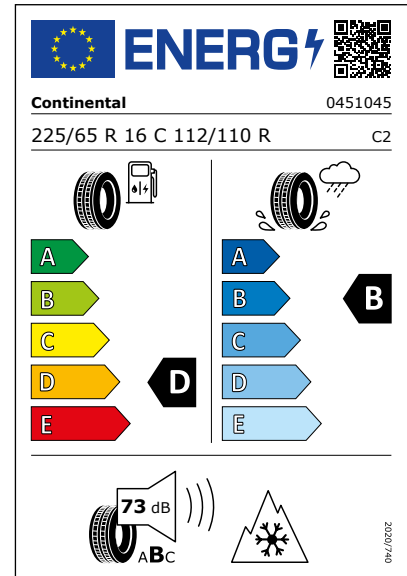 ENERG
Continental 0451045
225/65 R 16 C 112/110 R C2
A A
B B B
C C
D D D
E E
73 dB
ABC
2020/740